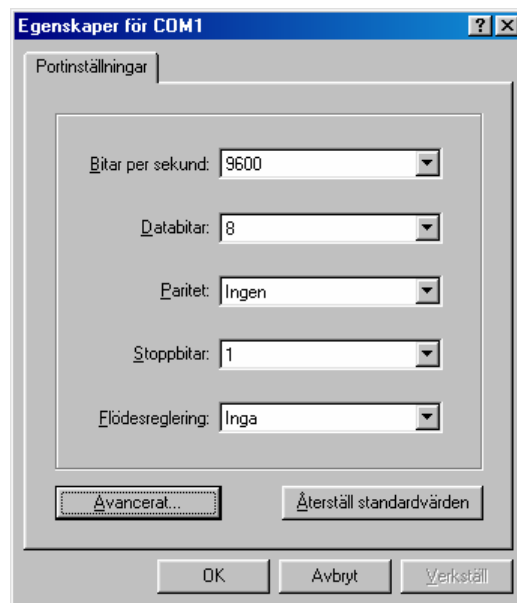 Egenskaper för COM1
Portinställningar
Bitar per sekund: 9600
Databitar: 8
Paritet: Ingen
Stoppbitar: 1
Flödesreglering: Inga
Avancerat... Återställ standardvärden
OK Avbryt Verkställ